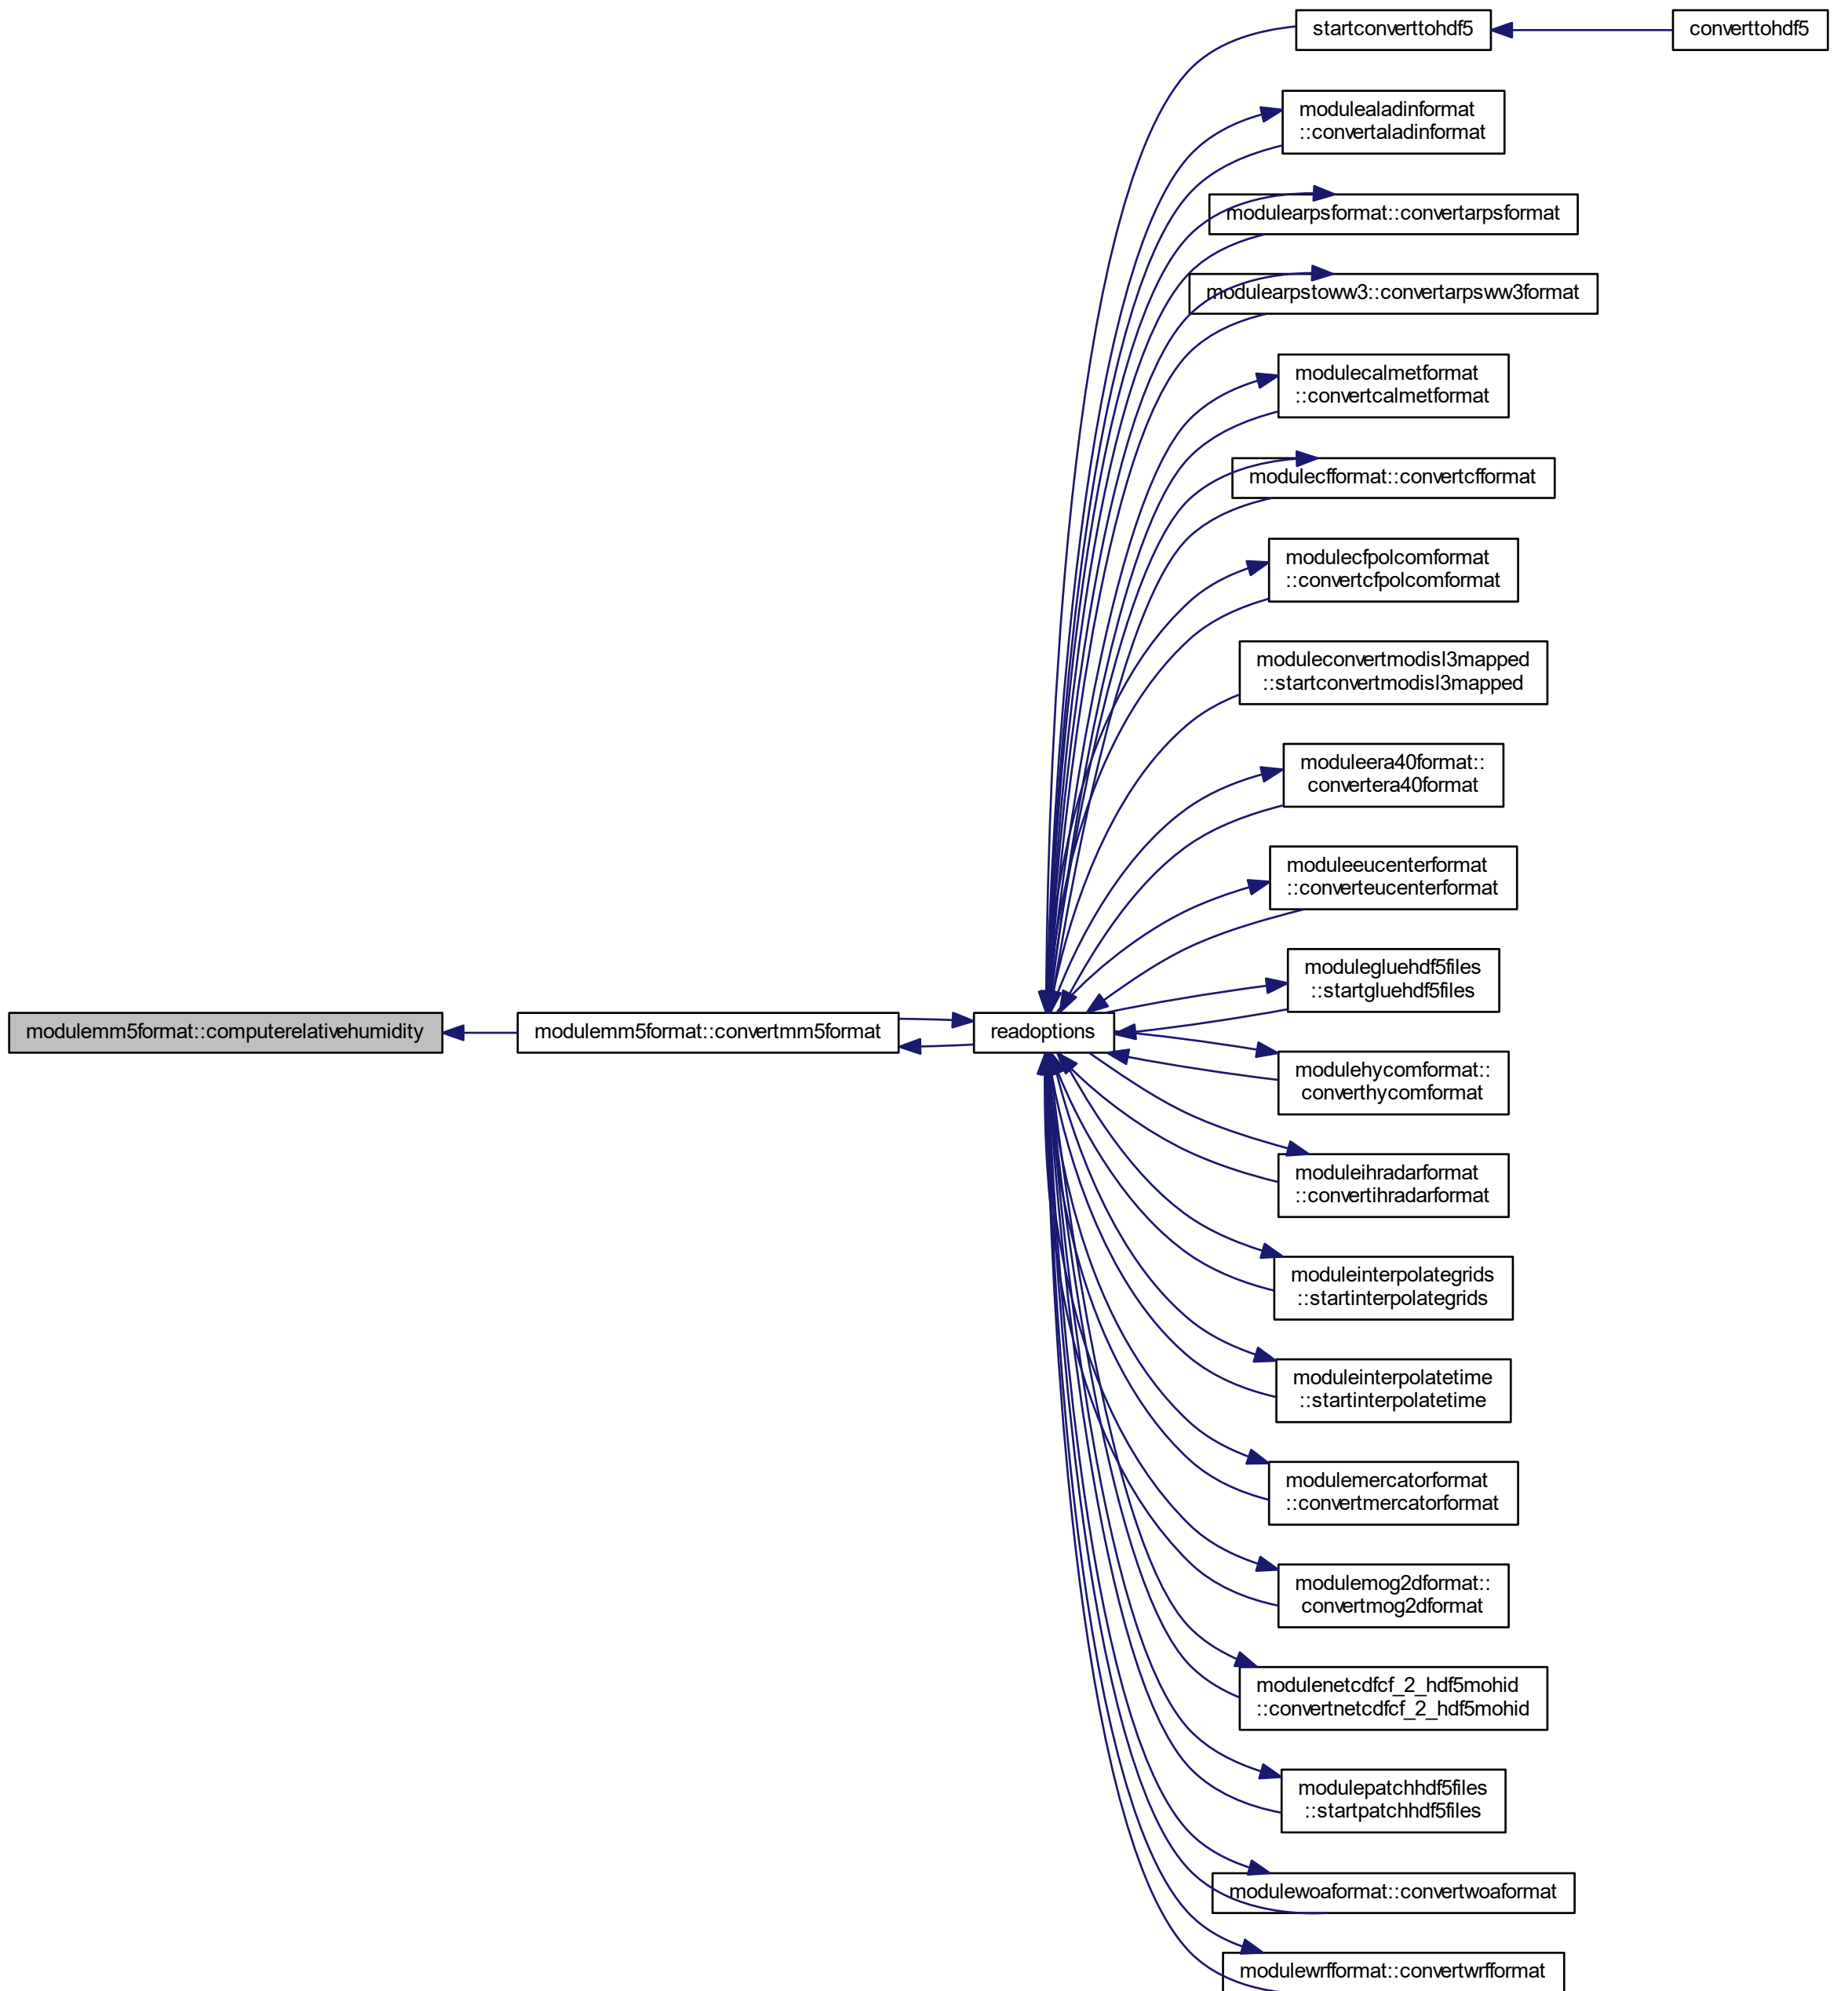 startconverttohdf5
converttohdf5
modulealadinformat
::convertaladinformat
modulearpsformat::convertarpsformat
modulearpstoww3::convertarpsww3format
modulecalmetformat
::convertcalmetformat
modulecfformat::convertcfformat
modulecfpolcomformat
::convertcfpolcomformat
moduleconvertmodisl3mapped
::startconvertmodisl3mapped
moduleera40format::
convertera40format
moduleeucenterformat
::converteucenterformat
modulegluehdf5files
::startgluehdf5files
modulemm5format::computerelativehumidity
modulemm5format::convertmm5format
readoptions
modulehycomformat::
converthycomformat
moduleihradarformat
::convertihradarformat
moduleinterpolategrids
::startinterpolategrids
moduleinterpolatetime
::startinterpolatetime
modulemercatorformat
::convertmercatorformat
modulemog2dformat::
convertmog2dformat
modulenetcdfcf_2_hdf5mohid
::convertnetcdfcf_2_hdf5mohid
modulepatchhdf5files
::startpatchhdf5files
modulewoaformat::convertwoaformat
modulewrfformat::convertwrfformat